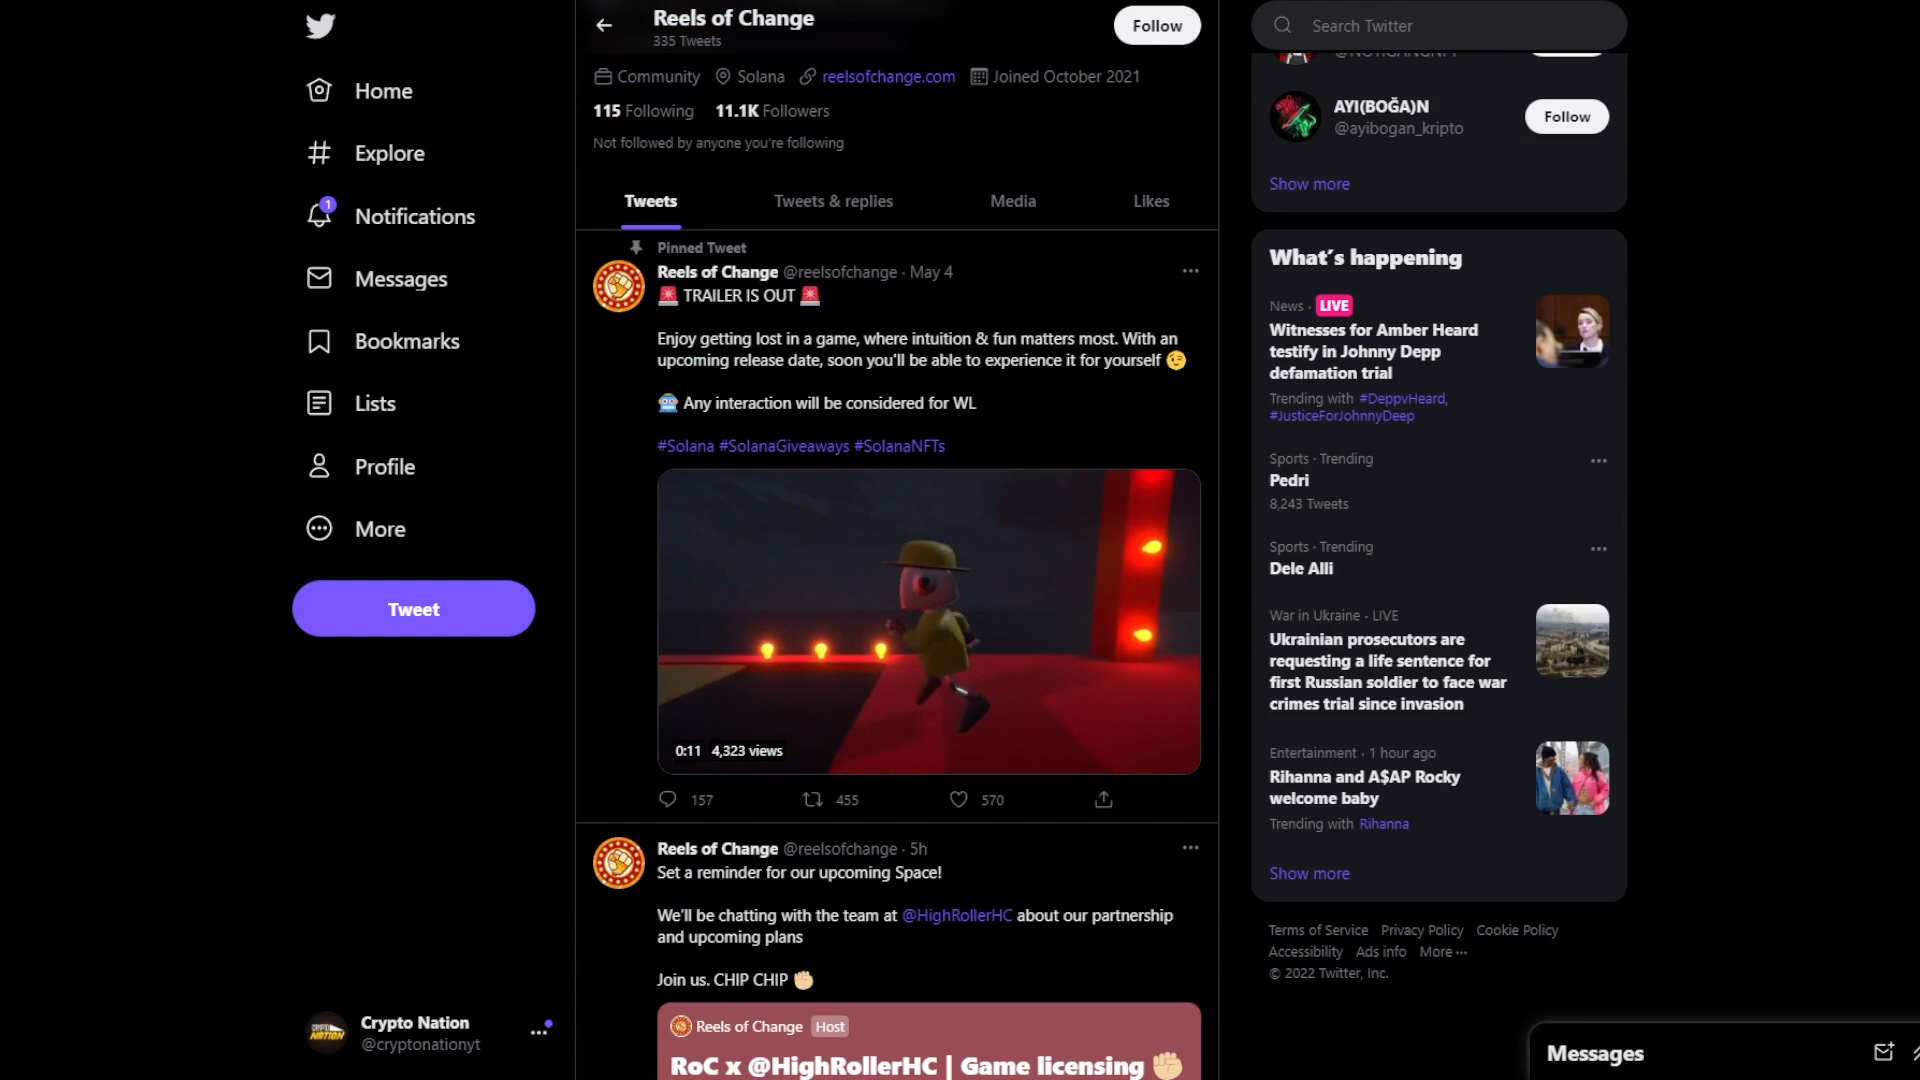 Home
Explore
1
Notifications
Messages
Bookmarks
Lists
Profile
More
Tweet
Crypto Nation
@cryptonationyt
Reels of Change
335 Tweets
Follow
Community Solana reelsofchange.com Joined October 2021
115 Following 11.1K Followers
Not followed by anyone you're following
Tweets Tweets & replies Media Likes
Pinned Tweet
Reels of Change @reelsofchange · May 4
🚨 TRAILER IS OUT 🚨
Enjoy getting lost in a game, where intuition & fun matters most. With an
upcoming release date, soon you'll be able to experience it for yourself 😉
🤖 Any interaction will be considered for WL
#Solana #SolanaGiveaways #SolanaNFTs
0:11 4,323 views
157 455 570
Reels of Change @reelsofchange · 5h
Set a reminder for our upcoming Space!
We'll be chatting with the team at @HighRollerHC about our partnership
and upcoming plans
Join us. CHIP CHIP ✊🏼
Reels of Change Host
RoC x @HighRollerHC | Game licensing ✊🏼
Search Twitter
AYI(BOĞA)N
@ayibogan_kripto
Follow
Show more
What's happening
News · LIVE
Witnesses for Amber Heard
testify in Johnny Depp
defamation trial
Trending with #DeppvHeard,
#JusticeForJohnnyDeep
Sports · Trending
Pedri
8,243 Tweets
Sports · Trending
Dele Alli
War in Ukraine · LIVE
Ukrainian prosecutors are
requesting a life sentence for
first Russian soldier to face war
crimes trial since invasion
Entertainment · 1 hour ago
Rihanna and A$AP Rocky
welcome baby
Trending with Rihanna
Show more
Terms of Service Privacy Policy Cookie Policy
Accessibility Ads info More ···
© 2022 Twitter, Inc.
Messages